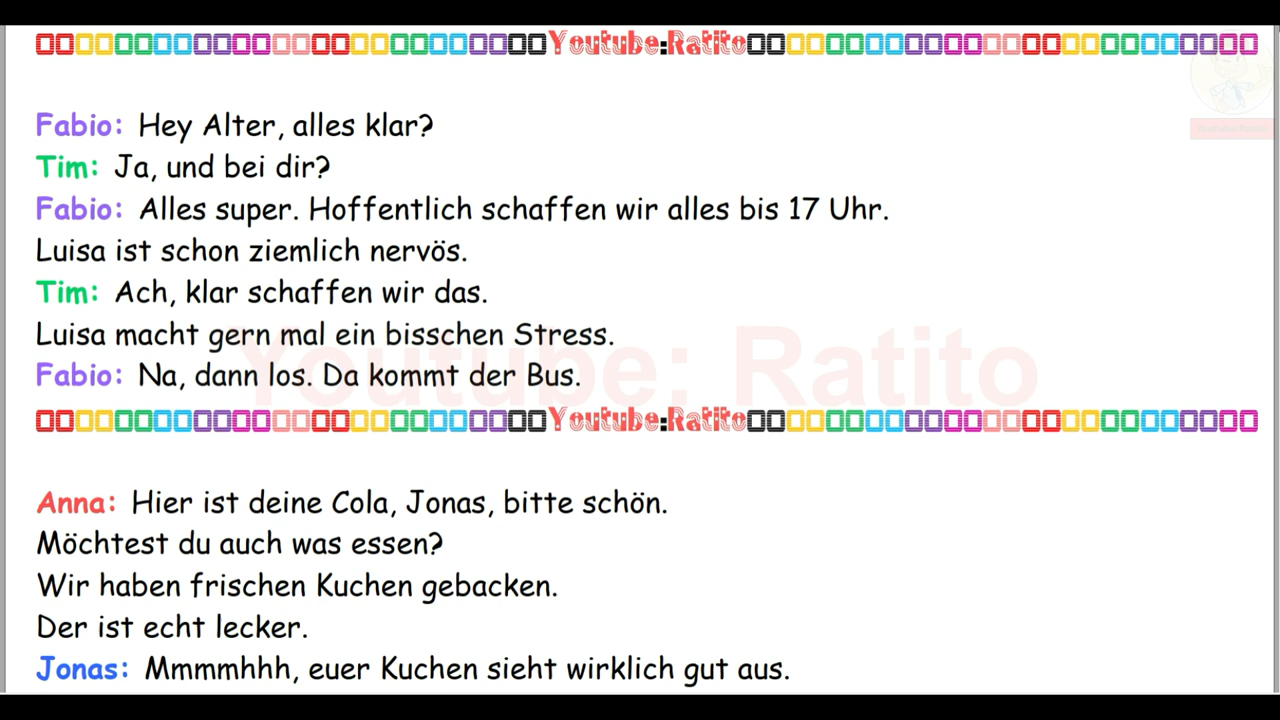 Youtube:Ratito
Fabio: Hey Alter, alles klar?
Tim: Ja, und bei dir?
Fabio: Alles super. Hoffentlich schaffen wir alles bis 17 Uhr.
Luisa ist schon ziemlich nervös.
Tim: Ach, klar schaffen wir das.
Luisa macht gern mal ein bisschen Stress.
Youtube: Ratito
Fabio: Na, dann los. Da kommt der Bus.
Youtube:Ratito
Anna: Hier ist deine Cola, Jonas, bitte schön.
Möchtest du auch was essen?
Wir haben frischen Kuchen gebacken.
Der ist echt lecker.
Jonas: Mmmmhhh, euer Kuchen sieht wirklich gut aus.